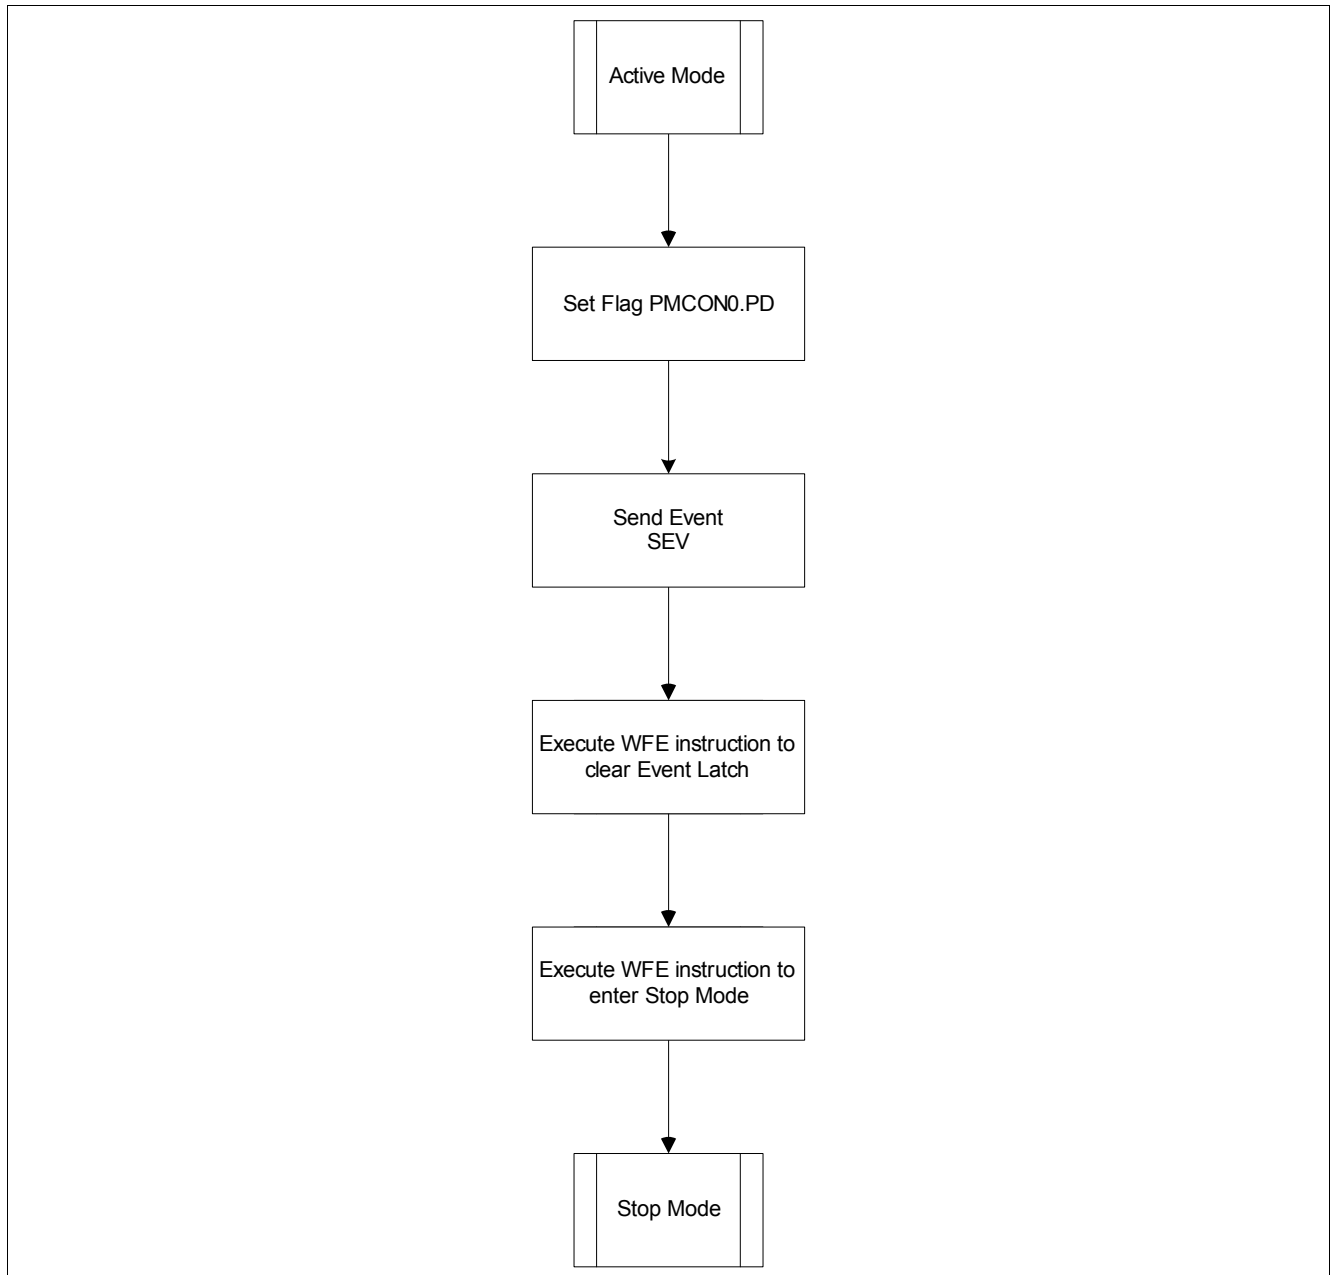 Active Mode
Set Flag PMCON0.PD
Send Event
SEV
Execute WFE instruction to
clear Event Latch
Execute WFE instruction to
enter Stop Mode
Stop Mode